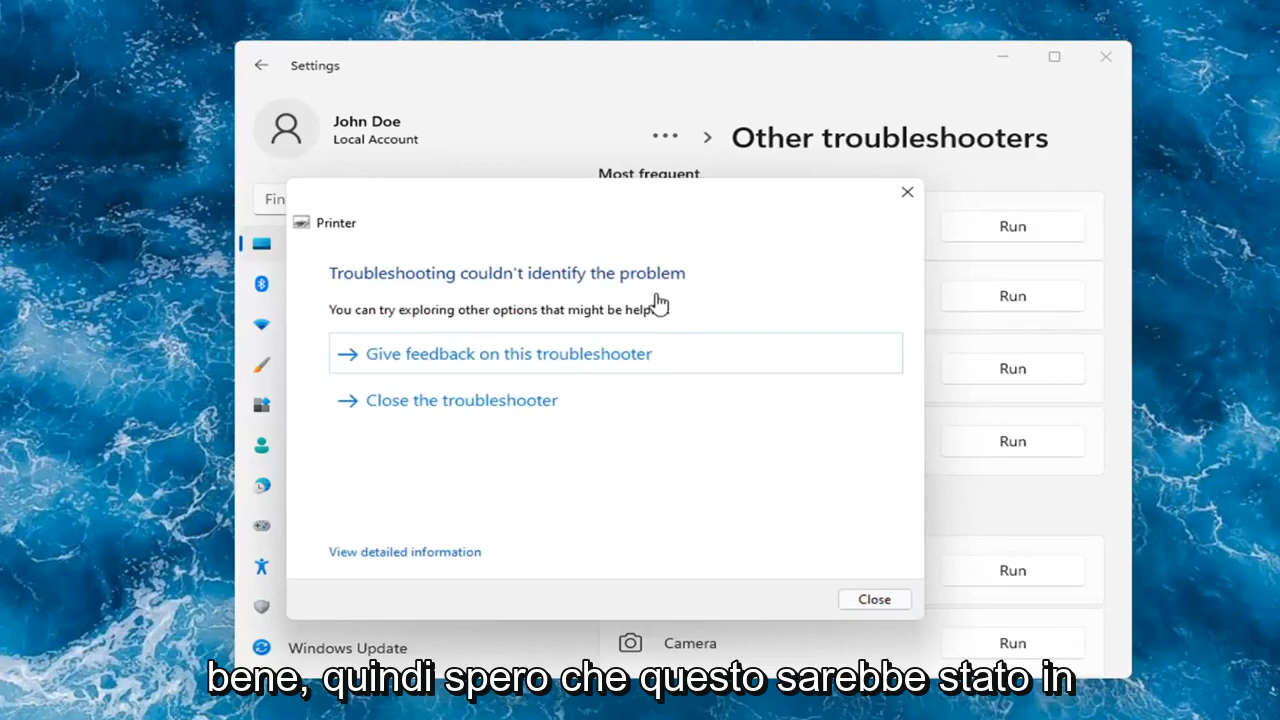 Settings
John Doe
Local Account
••• > Other troubleshooters
Most frequent
Fin
Run
Printer
Troubleshooting couldn't identify the problem
Run
You can try exploring other options that might be help
Give feedback on this troubleshooter
Run
Close the troubleshooter
Run
View detailed information
Run
Close
Windows Update
Camera
Run
bene, quindi spero che questo sarebbe stato in